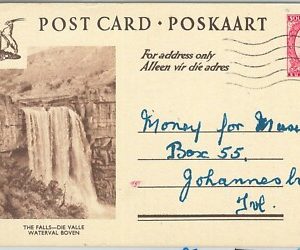 POST CARD · POSKAART
For address only
Alleen vir die adres
Money for
Box 55.
Johannesb
Tvl.
THE FALLS—DIE VALLE
WATERVAL BOVEN